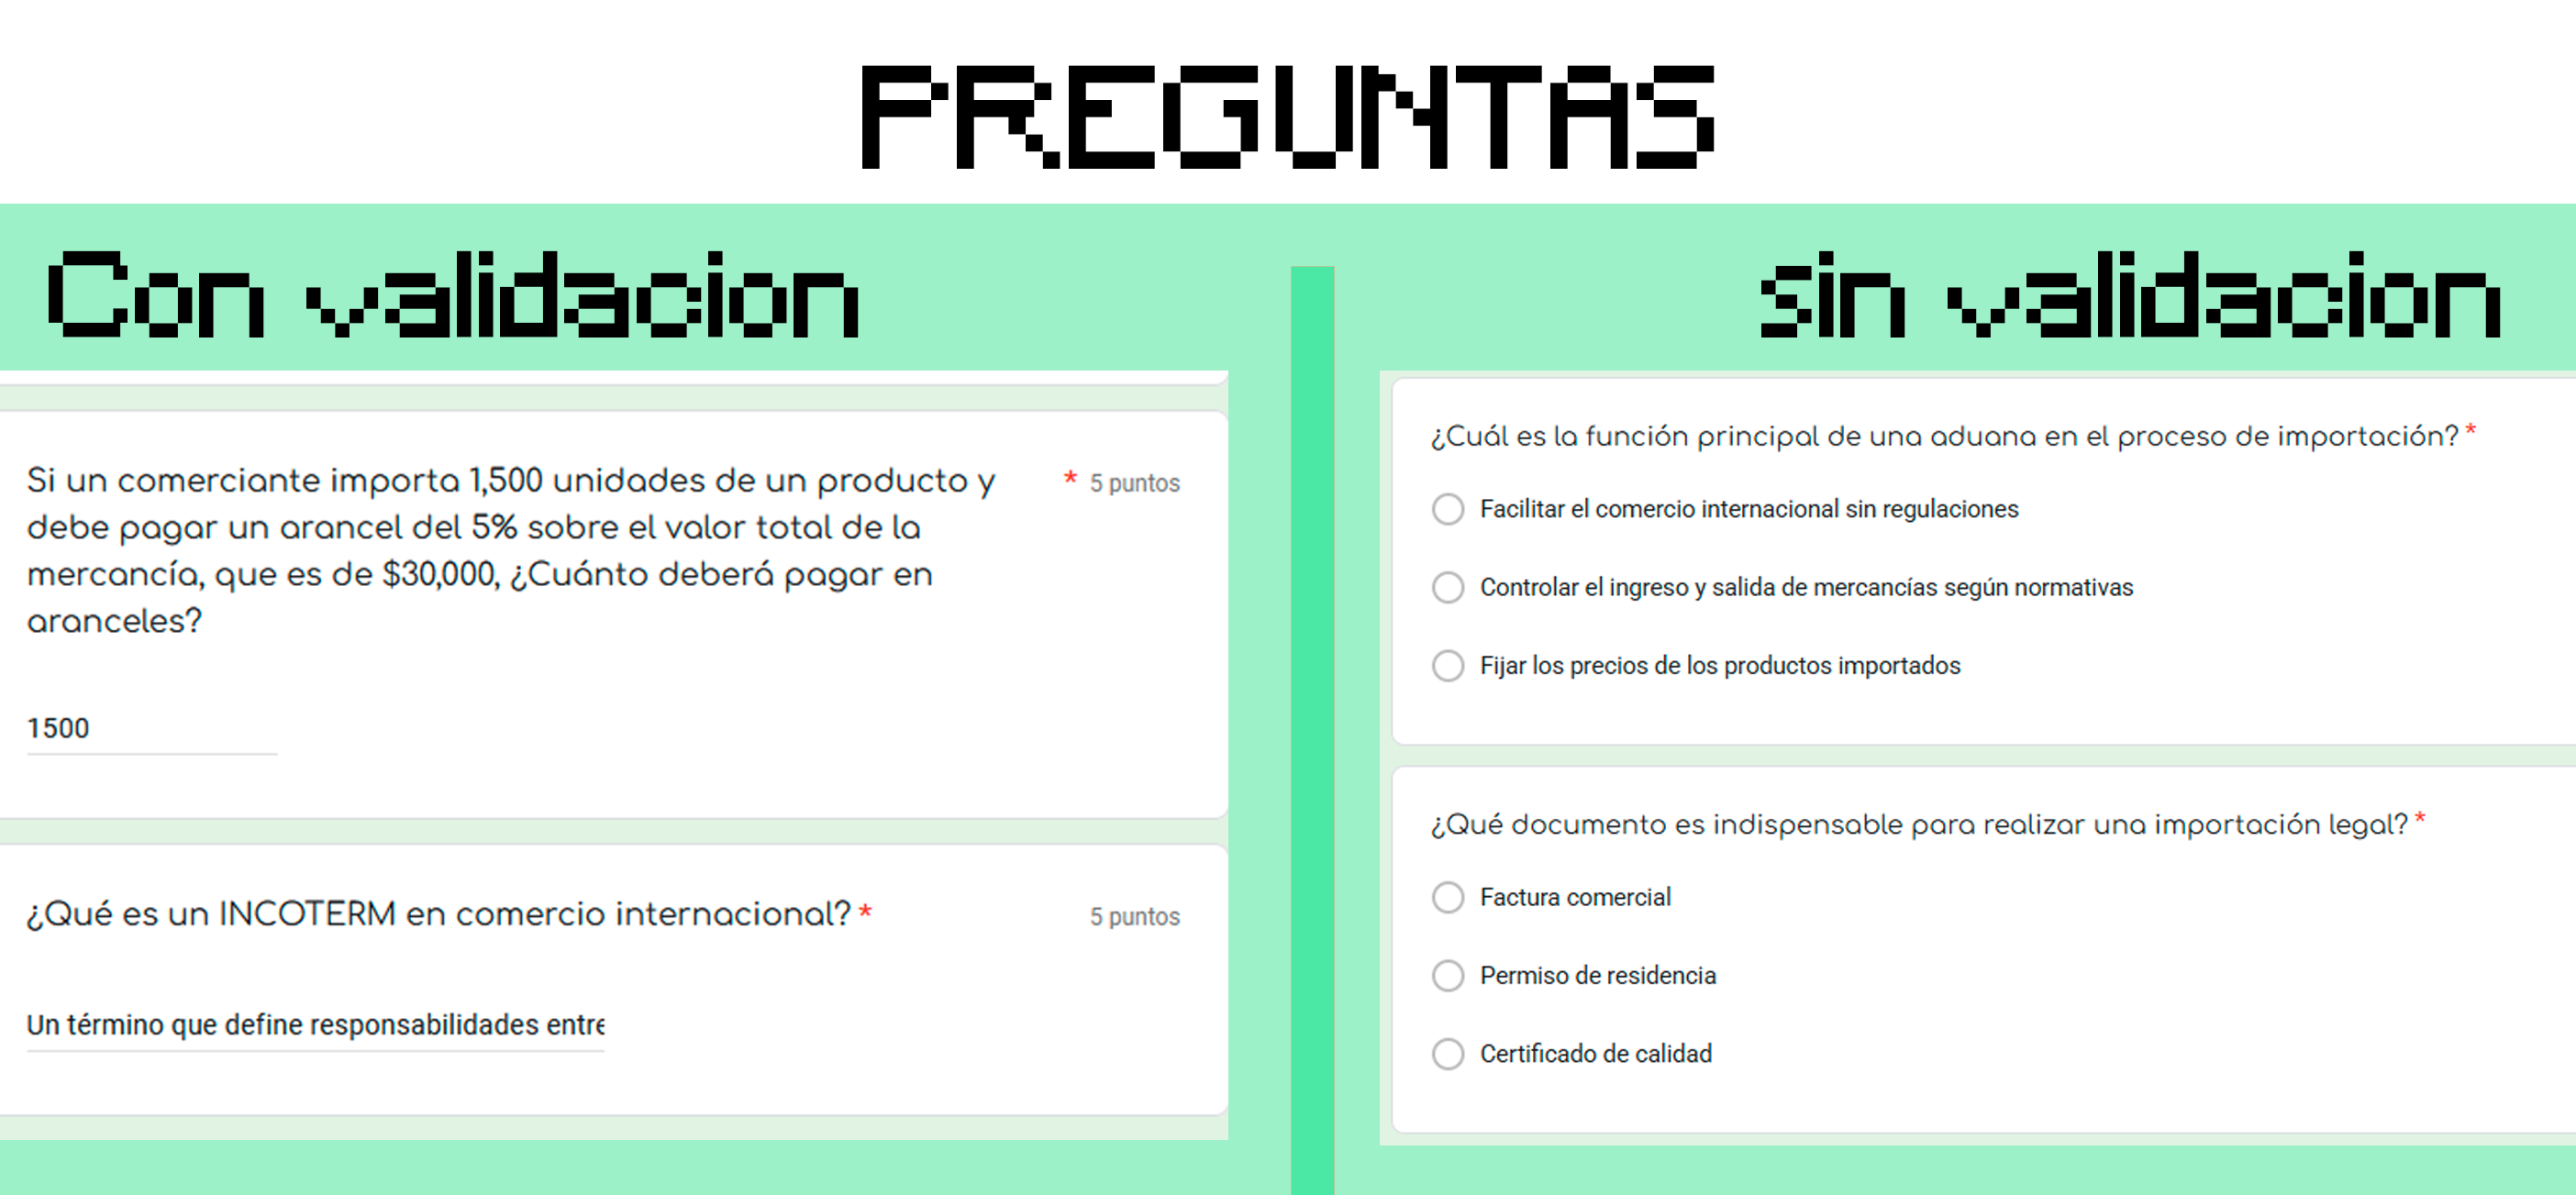 PREGUNTAS
Con validacion
Si un comerciante importa 1,500 unidades de un producto y * 5 puntos
debe pagar un arancel del 5% sobre el valor total de la
mercancía, que es de $30,000, ¿Cuánto deberá pagar en
aranceles?
1500
¿Qué es un INCOTERM en comercio internacional? * 5 puntos
Un término que define responsabilidades entre
sin validacion
¿Cuál es la función principal de una aduana en el proceso de importación? *
Facilitar el comercio internacional sin regulaciones
Controlar el ingreso y salida de mercancías según normativas
Fijar los precios de los productos importados
¿Qué documento es indispensable para realizar una importación legal? *
Factura comercial
Permiso de residencia
Certificado de calidad